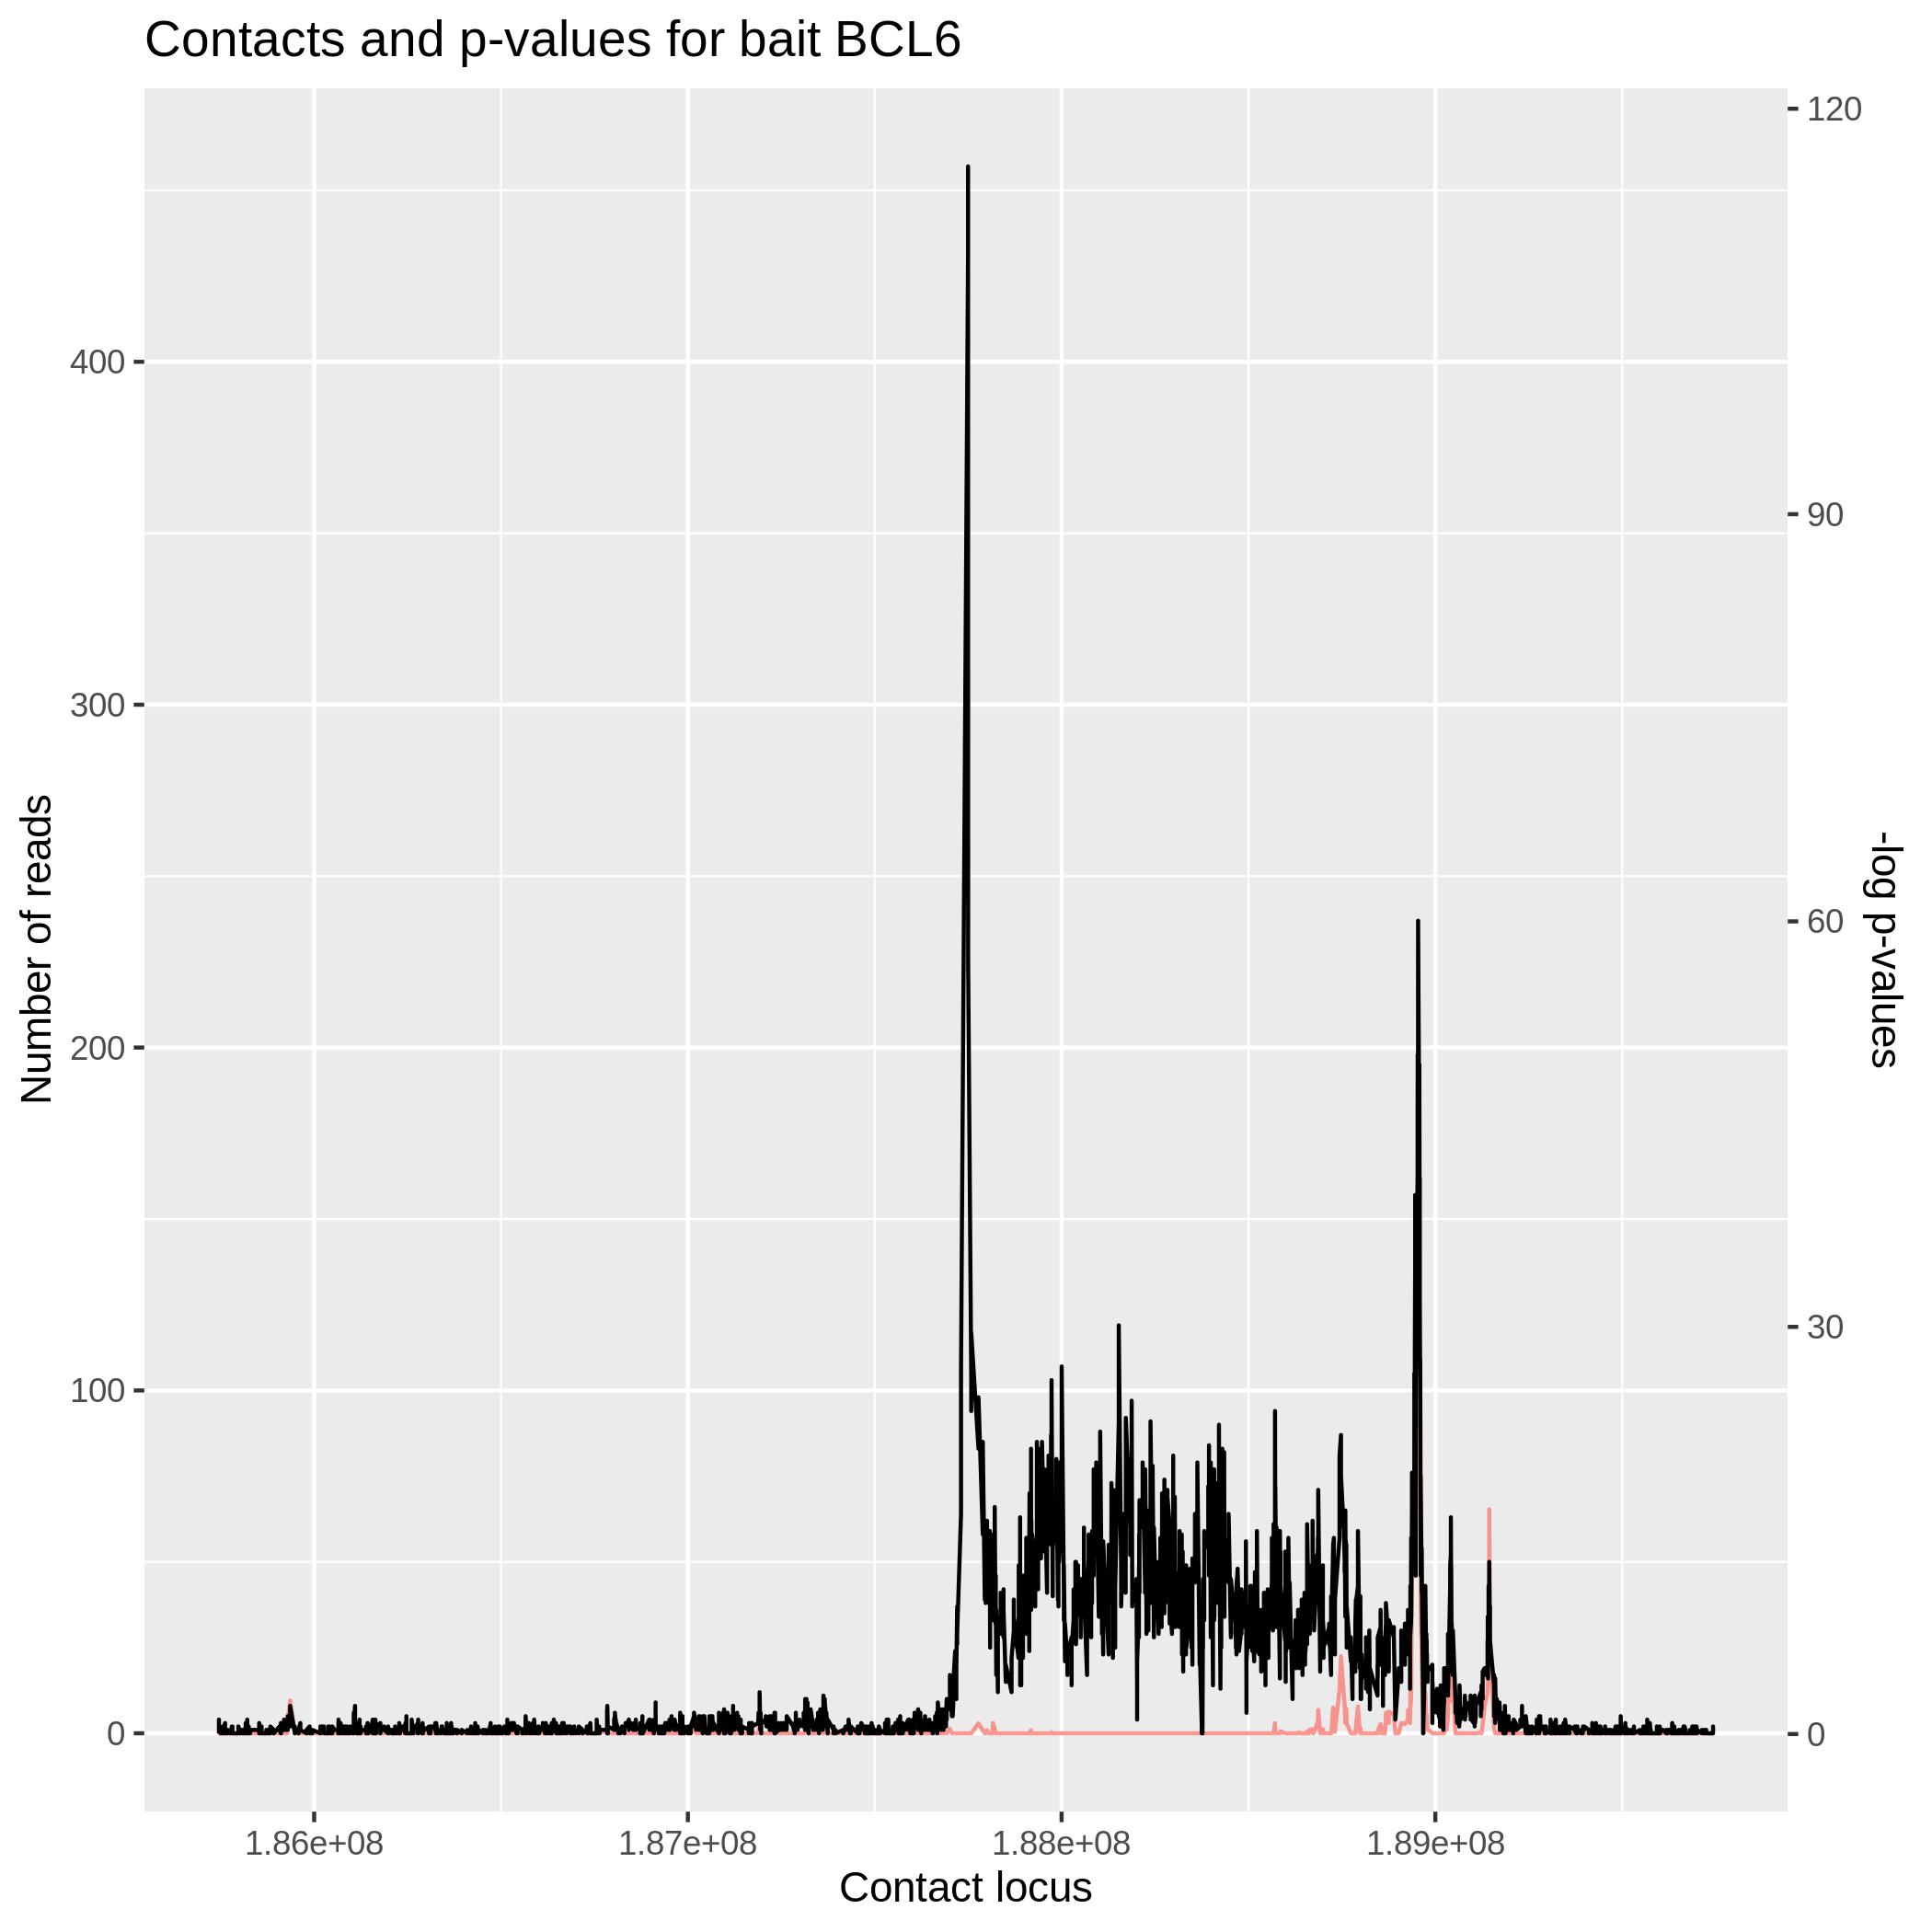 Contacts and p-values for bait BCL6
120
90
60
30
0
400
300
200
100
0
Number of reads
-log p-values
1.86e+08
1.87e+08
1.88e+08
1.89e+08
Contact locus